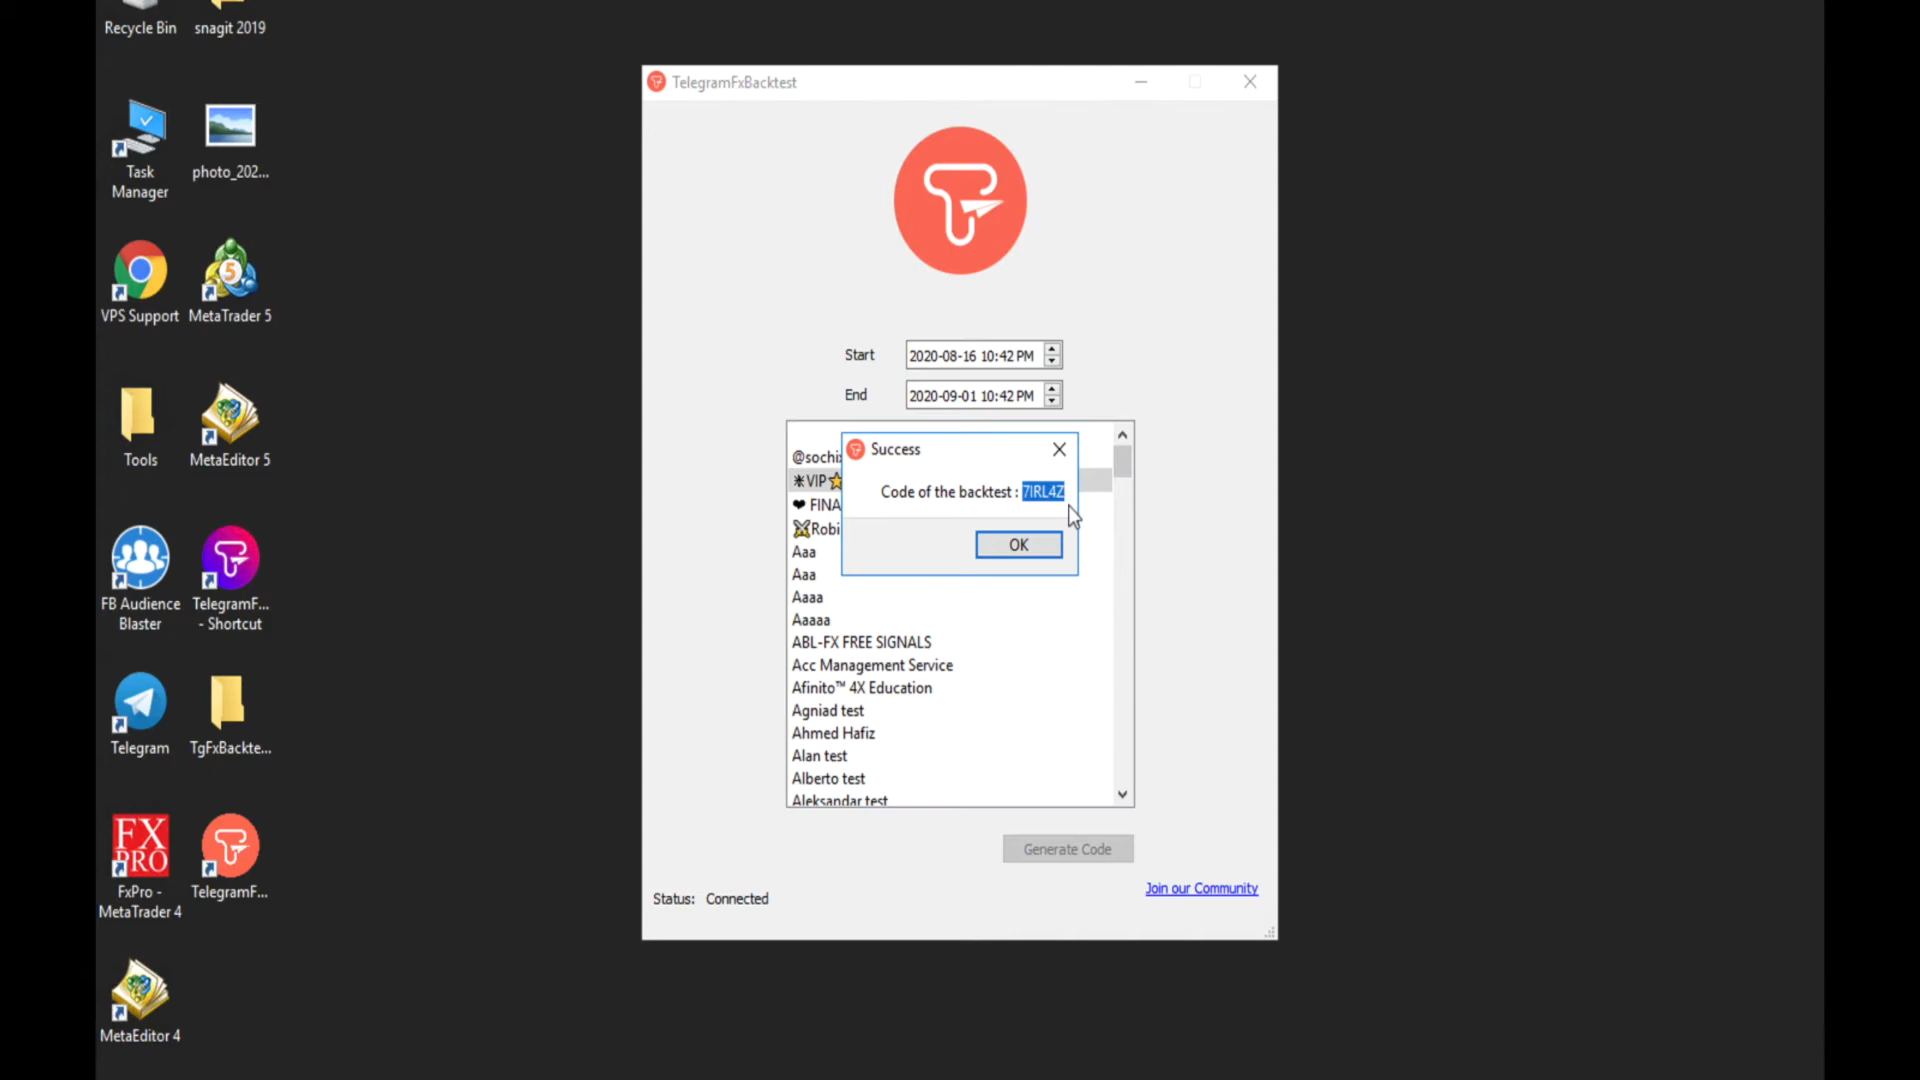 Recycle Bin
snagit 2019
Task
Manager
photo_202...
VPS Support
MetaTrader 5
Tools
MetaEditor 5
FB Audience
Blaster
TelegramF...
- Shortcut
Telegram
TgFxBackte...
FX
PRO
FxPro -
MetaTrader 4
TelegramF...
MetaEditor 4
TelegramFxBacktest
Start
2020-08-16 10:42 PM
End
2020-09-01 10:42 PM
@sochi
VIP
FINA
Robi
Aaa
Aaa
Aaaa
Aaaaa
ABL-FX FREE SIGNALS
Acc Management Service
Afinito™ 4X Education
Agniad test
Ahmed Hafiz
Alan test
Alberto test
Aleksandar test
Success
Code of the backtest : 7IRL4Z
OK
Generate Code
Join our Community
Status: Connected